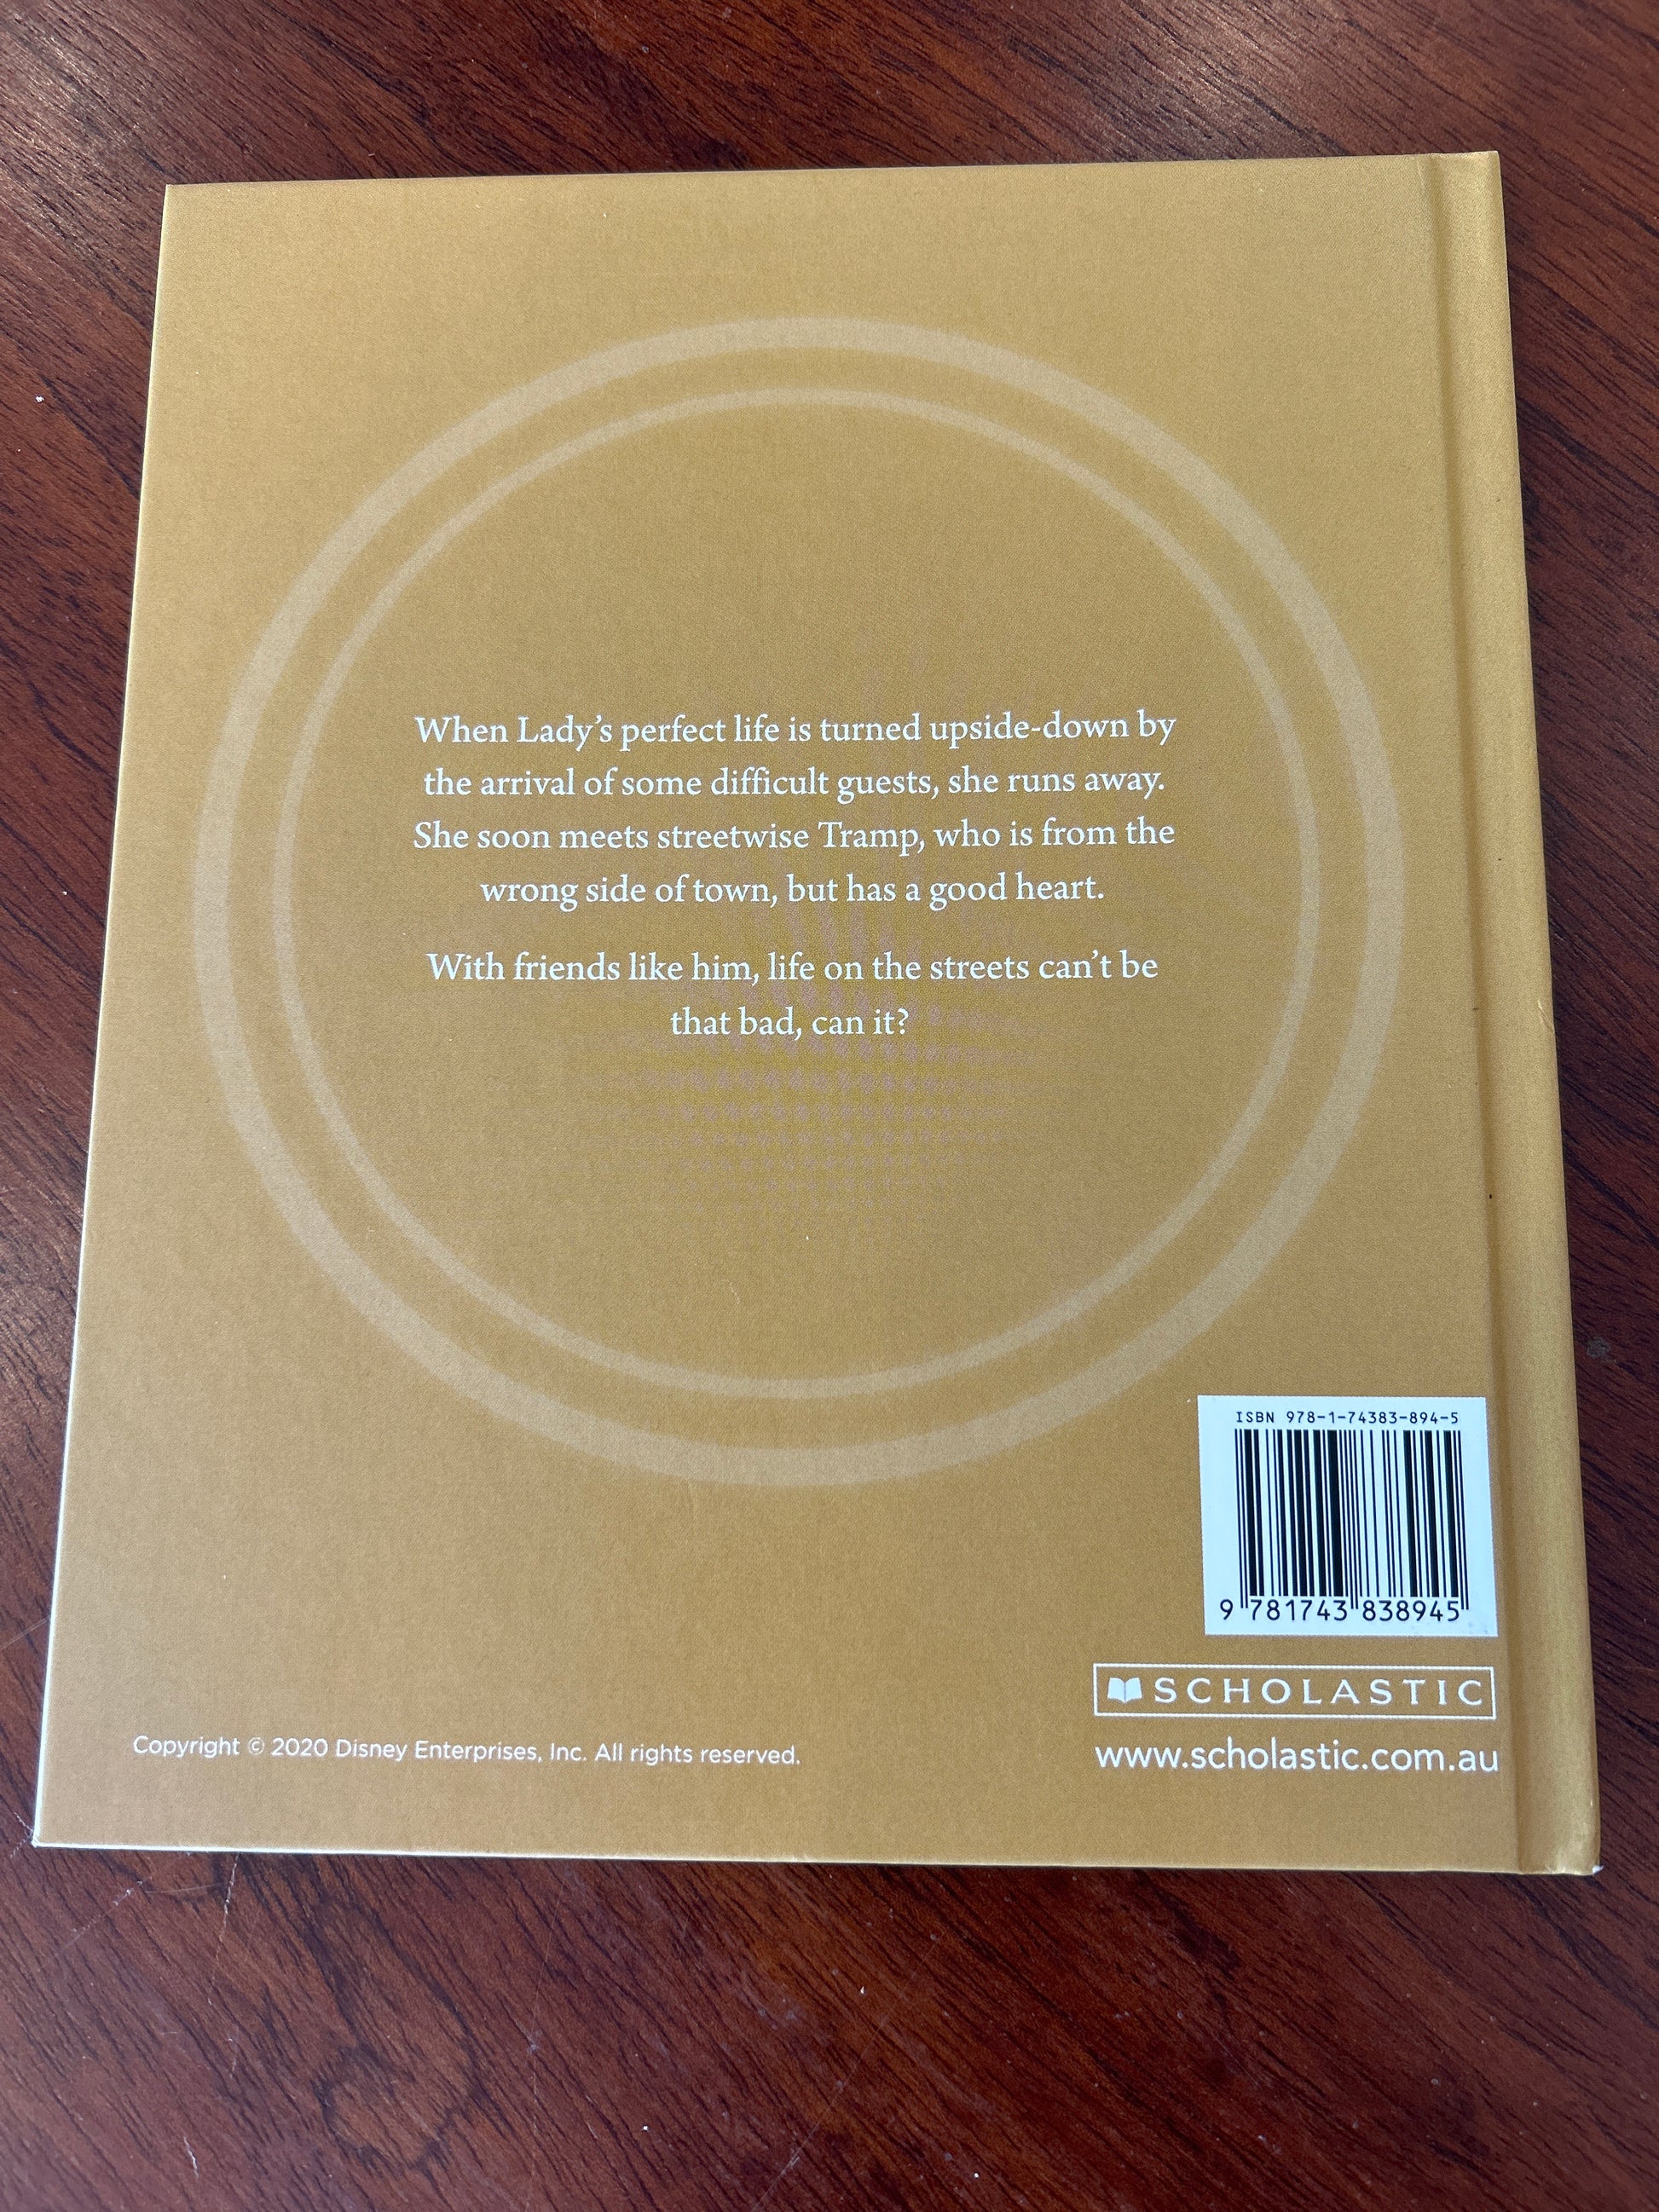 When Lady’s perfect life is turned upside-down by
the arrival of some difficult guests, she runs away.
She soon meets streetwise Tramp, who is from the
wrong side of town, but has a good heart.
With friends like him, life on the streets can’t be
that bad, can it?
ISBN 978-1-74383-894-5
9 781743 838945
SCHOLASTIC
www.scholastic.com.au
Copyright © 2020 Disney Enterprises, Inc. All rights reserved.